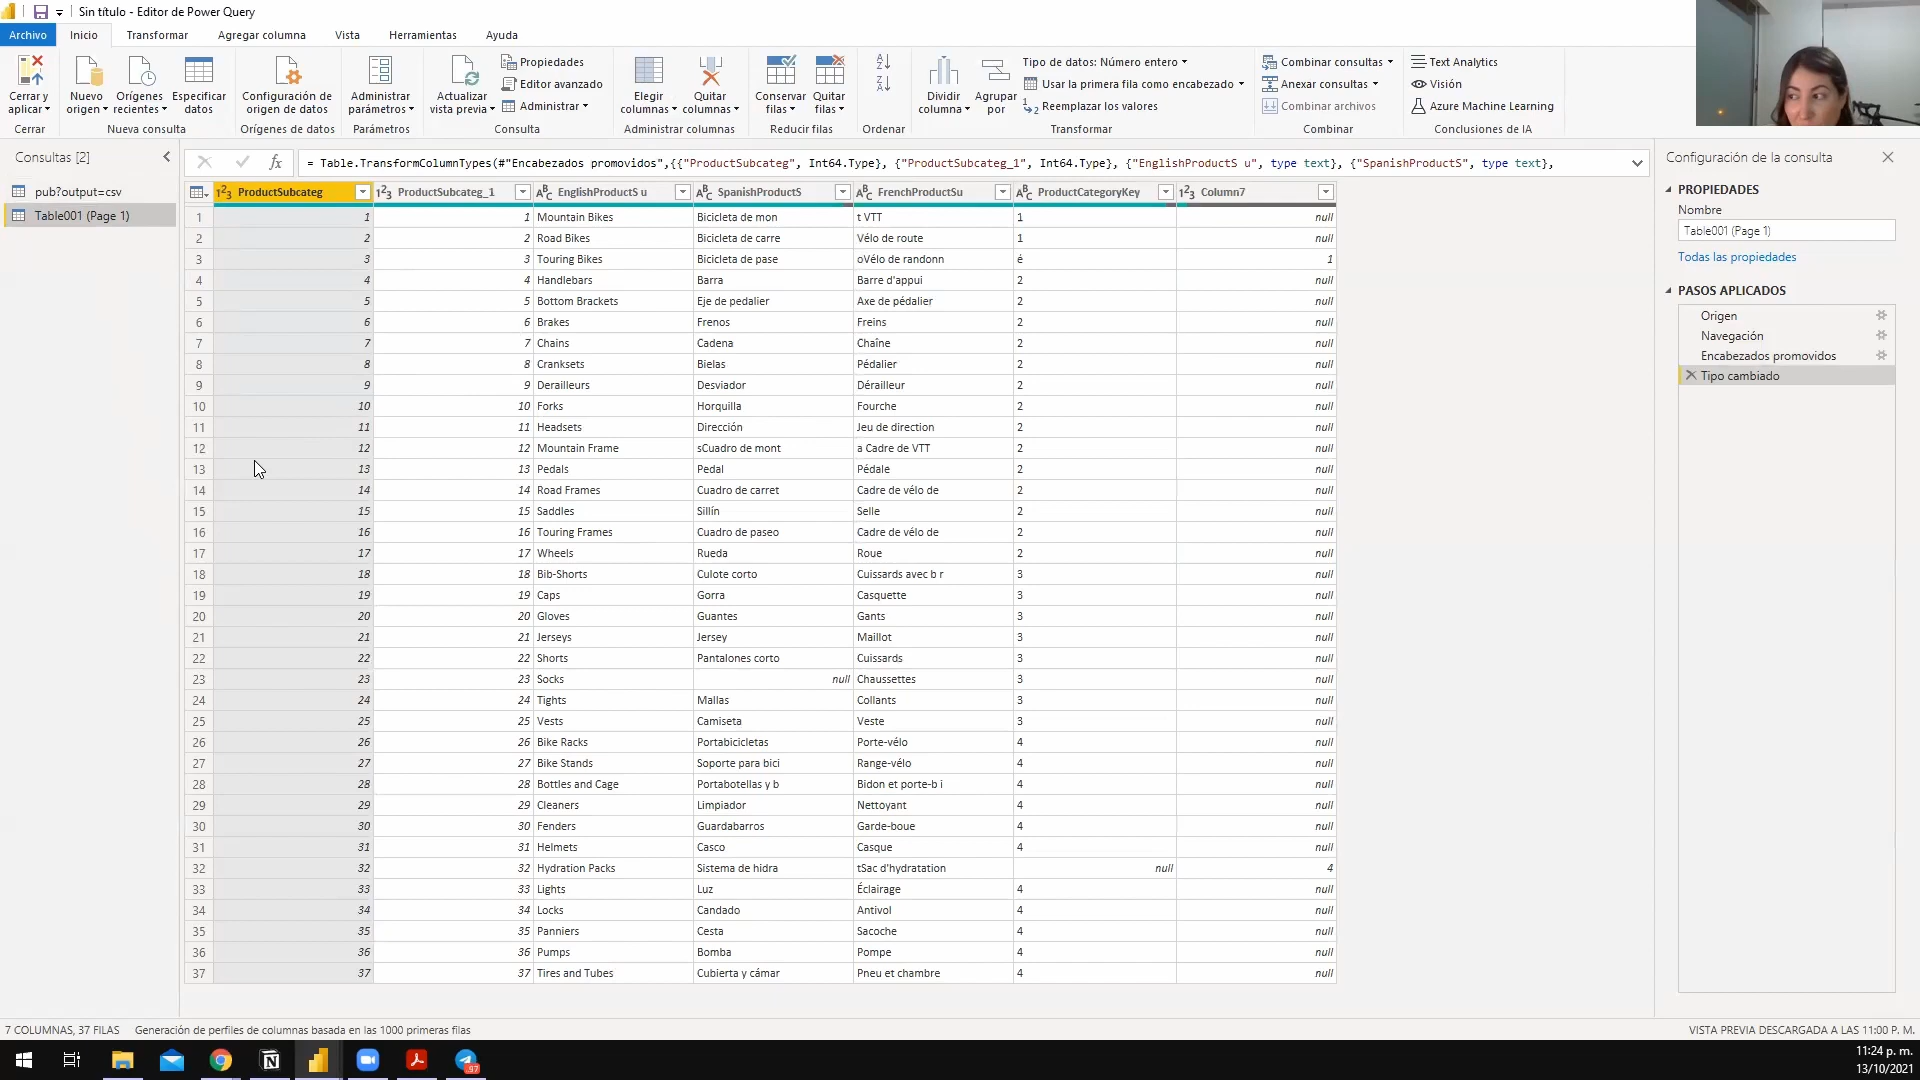 Sin título - Editor de Power Query
Archivo Inicio Transformar Agregar columna Vista Herramientas Ayuda
Cerrar y aplicar
Nuevo origen
Orígenes recientes
Especificar datos
Configuración de origen de datos
Administrar parámetros
Actualizar vista previa
Propiedades
Editor avanzado
Administrar
Elegir columnas
Quitar columnas
Conservar filas
Quitar filas
Dividir columna
Agrupar por
Tipo de datos: Número entero
Usar la primera fila como encabezado
Reemplazar los valores
Combinar consultas
Anexar consultas
Combinar archivos
Text Analytics
Visión
Azure Machine Learning
Cerrar Nueva consulta Orígenes de datos Parámetros Consulta Administrar columnas Reducir filas Ordenar Transformar Combinar Conclusiones de IA
Consultas [2]
pub?output=csv
Table001 (Page 1)
= Table.TransformColumnTypes(#"Encabezados promovidos",{{"ProductSubcateg", Int64.Type}, {"ProductSubcateg_1", Int64.Type}, {"EnglishProductS u", type text}, {"SpanishProductS", type text},
ProductSubcateg ProductSubcateg_1 EnglishProductS u SpanishProductS FrenchProductSu ProductCategoryKey Column7
1 1 1 Mountain Bikes Bicicleta de mon t VTT 1 null
2 2 2 Road Bikes Bicicleta de carre Vélo de route 1 null
3 3 3 Touring Bikes Bicicleta de pase oVélo de randonn é 1
4 4 4 Handlebars Barra Barre d'appui 2 null
5 5 5 Bottom Brackets Eje de pedalier Axe de pédalier 2 null
6 6 6 Brakes Frenos Freins 2 null
7 7 7 Chains Cadena Chaîne 2 null
8 8 8 Cranksets Bielas Pédalier 2 null
9 9 9 Derailleurs Desviador Dérailleur 2 null
10 10 10 Forks Horquilla Fourche 2 null
11 11 11 Headsets Dirección Jeu de direction 2 null
12 12 12 Mountain Frame sCuadro de mont a Cadre de VTT 2 null
13 13 13 Pedals Pedal Pédale 2 null
14 14 14 Road Frames Cuadro de carret Cadre de vélo de 2 null
15 15 15 Saddles Sillín Selle 2 null
16 16 16 Touring Frames Cuadro de paseo Cadre de vélo de 2 null
17 17 17 Wheels Rueda Roue 2 null
18 18 18 Bib-Shorts Culote corto Cuissards avec b r 3 null
19 19 19 Caps Gorra Casquette 3 null
20 20 20 Gloves Guantes Gants 3 null
21 21 21 Jerseys Jersey Maillot 3 null
22 22 22 Shorts Pantalones corto Cuissards 3 null
23 23 23 Socks null Chaussettes 3 null
24 24 24 Tights Mallas Collants 3 null
25 25 25 Vests Camiseta Veste 3 null
26 26 26 Bike Racks Portabicicletas Porte-vélo 4 null
27 27 27 Bike Stands Soporte para bici Range-vélo 4 null
28 28 28 Bottles and Cage Portabotellas y b Bidon et porte-b i 4 null
29 29 29 Cleaners Limpiador Nettoyant 4 null
30 30 30 Fenders Guardabarros Garde-boue 4 null
31 31 31 Helmets Casco Casque 4 null
32 32 32 Hydration Packs Sistema de hidra tSac d'hydratation null 4
33 33 33 Lights Luz Éclairage 4 null
34 34 34 Locks Candado Antivol 4 null
35 35 35 Panniers Cesta Sacoche 4 null
36 36 36 Pumps Bomba Pompe 4 null
37 37 37 Tires and Tubes Cubierta y cámar Pneu et chambre 4 null
Configuración de la consulta
PROPIEDADES
Nombre
Table001 (Page 1)
Todas las propiedades
PASOS APLICADOS
Origen
Navegación
Encabezados promovidos
Tipo cambiado
7 COLUMNAS, 37 FILAS Generación de perfiles de columnas basada en las 1000 primeras filas
VISTA PREVIA DESCARGADA A LAS 11:00 P. M.
97
11:24 p. m.
13/10/2021